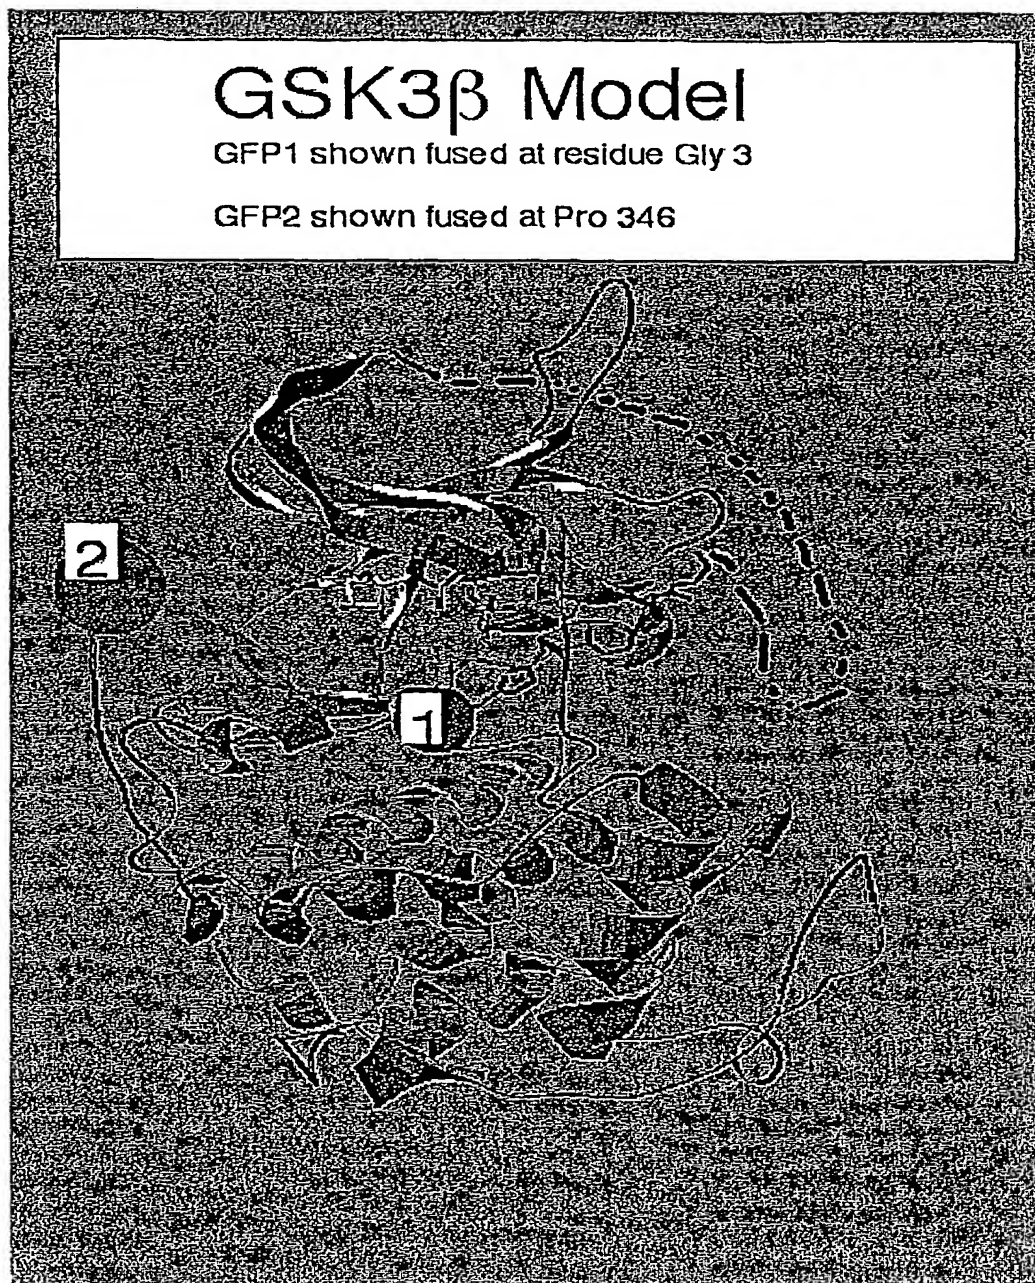 GSK3β Model
GFP1 shown fused at residue Gly 3
GFP2 shown fused at Pro 346
2
1